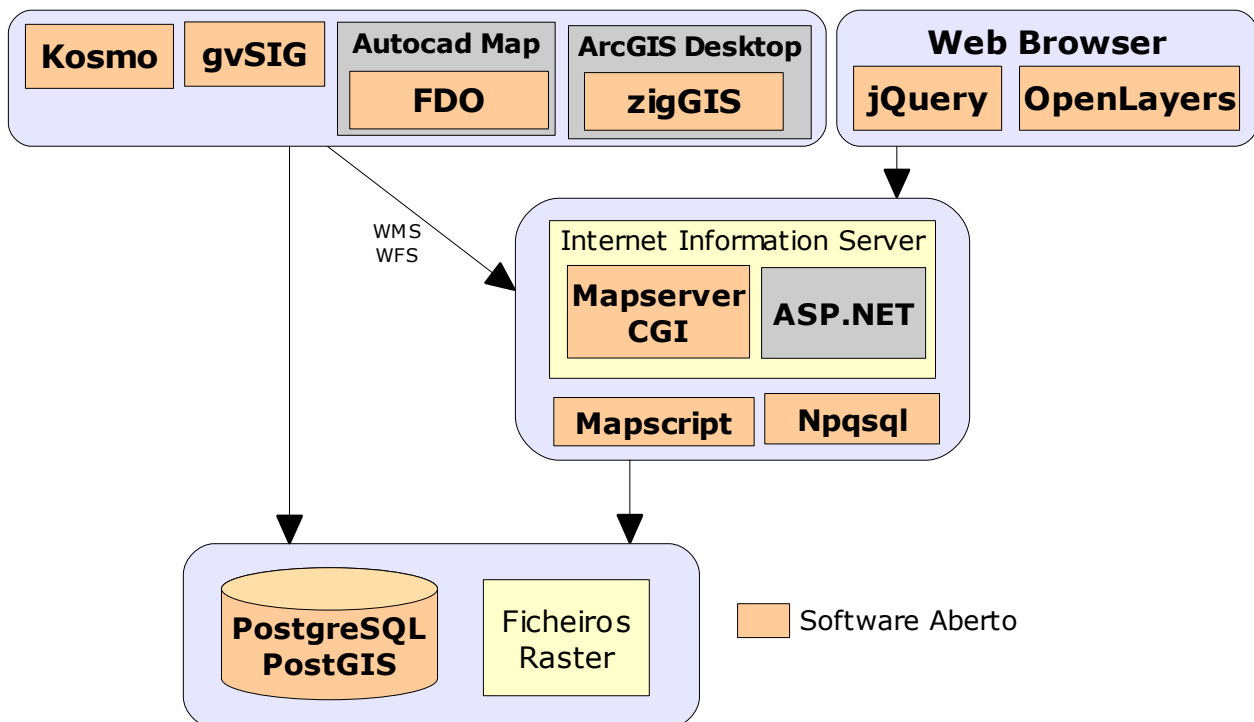 Kosmo
gvSIG
Autocad Map
FDO
ArcGIS Desktop
zigGIS
Web Browser
jQuery
OpenLayers
WMS
WFS
Internet Information Server
Mapserver
CGI
ASP.NET
Mapscript
Npqsql
PostgreSQL
PostGIS
Ficheiros
Raster
Software Aberto